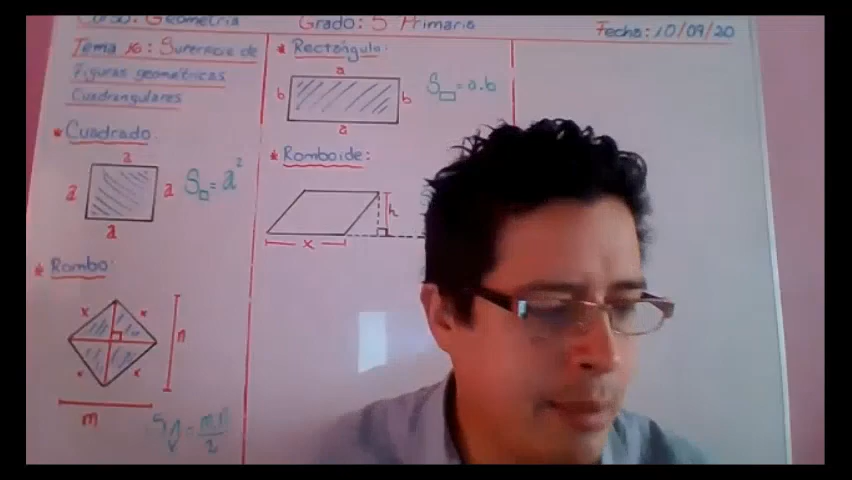 Curso: Geometría
Grado: 5 Primaria
Fecha: 10/09/20
Tema 16: Superficie de
Figuras geométricas
Cuadrangulares
* Cuadrado:
a
a
a
a
S□ = a²
* Rombo:
x
x
x
x
n
m
= m.n/2
* Rectángulo:
a
b
b
a
S▭ = a.b
* Romboide:
h
x